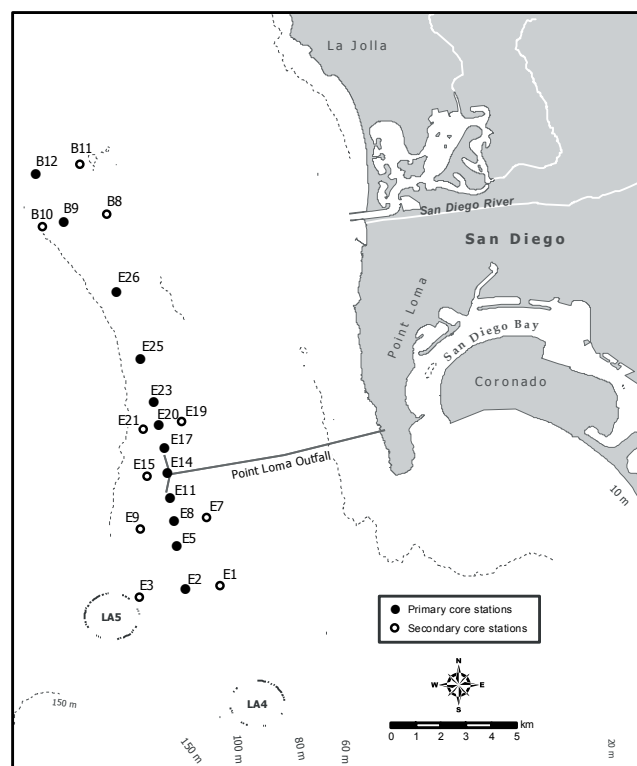 La Jolla
B11
B12
B8
B10
B9
San Diego River
San Diego
E26
Point Loma
San Diego Bay
E25
Coronado
E23
E19
E20
E21
E17
E14
E15
Point Loma Outfall
10 m
E11
E7
E8
E9
E5
E1
E2
E3
LA5
Primary core stations
Secondary core stations
N
W E
S
150 m
LA4
km
0 1 2 3 4 5
150 m
100 m
80 m
60 m
20 m